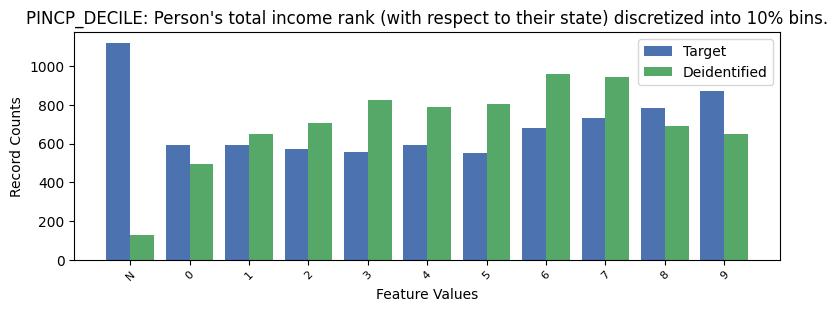 PINCP_DECILE: Person's total income rank (with respect to their state) discretized into 10% bins.
Target
Deidentified
Record Counts
1000
800
600
400
200
0
N 0 1 2 3 4 5 6 7 8 9
Feature Values